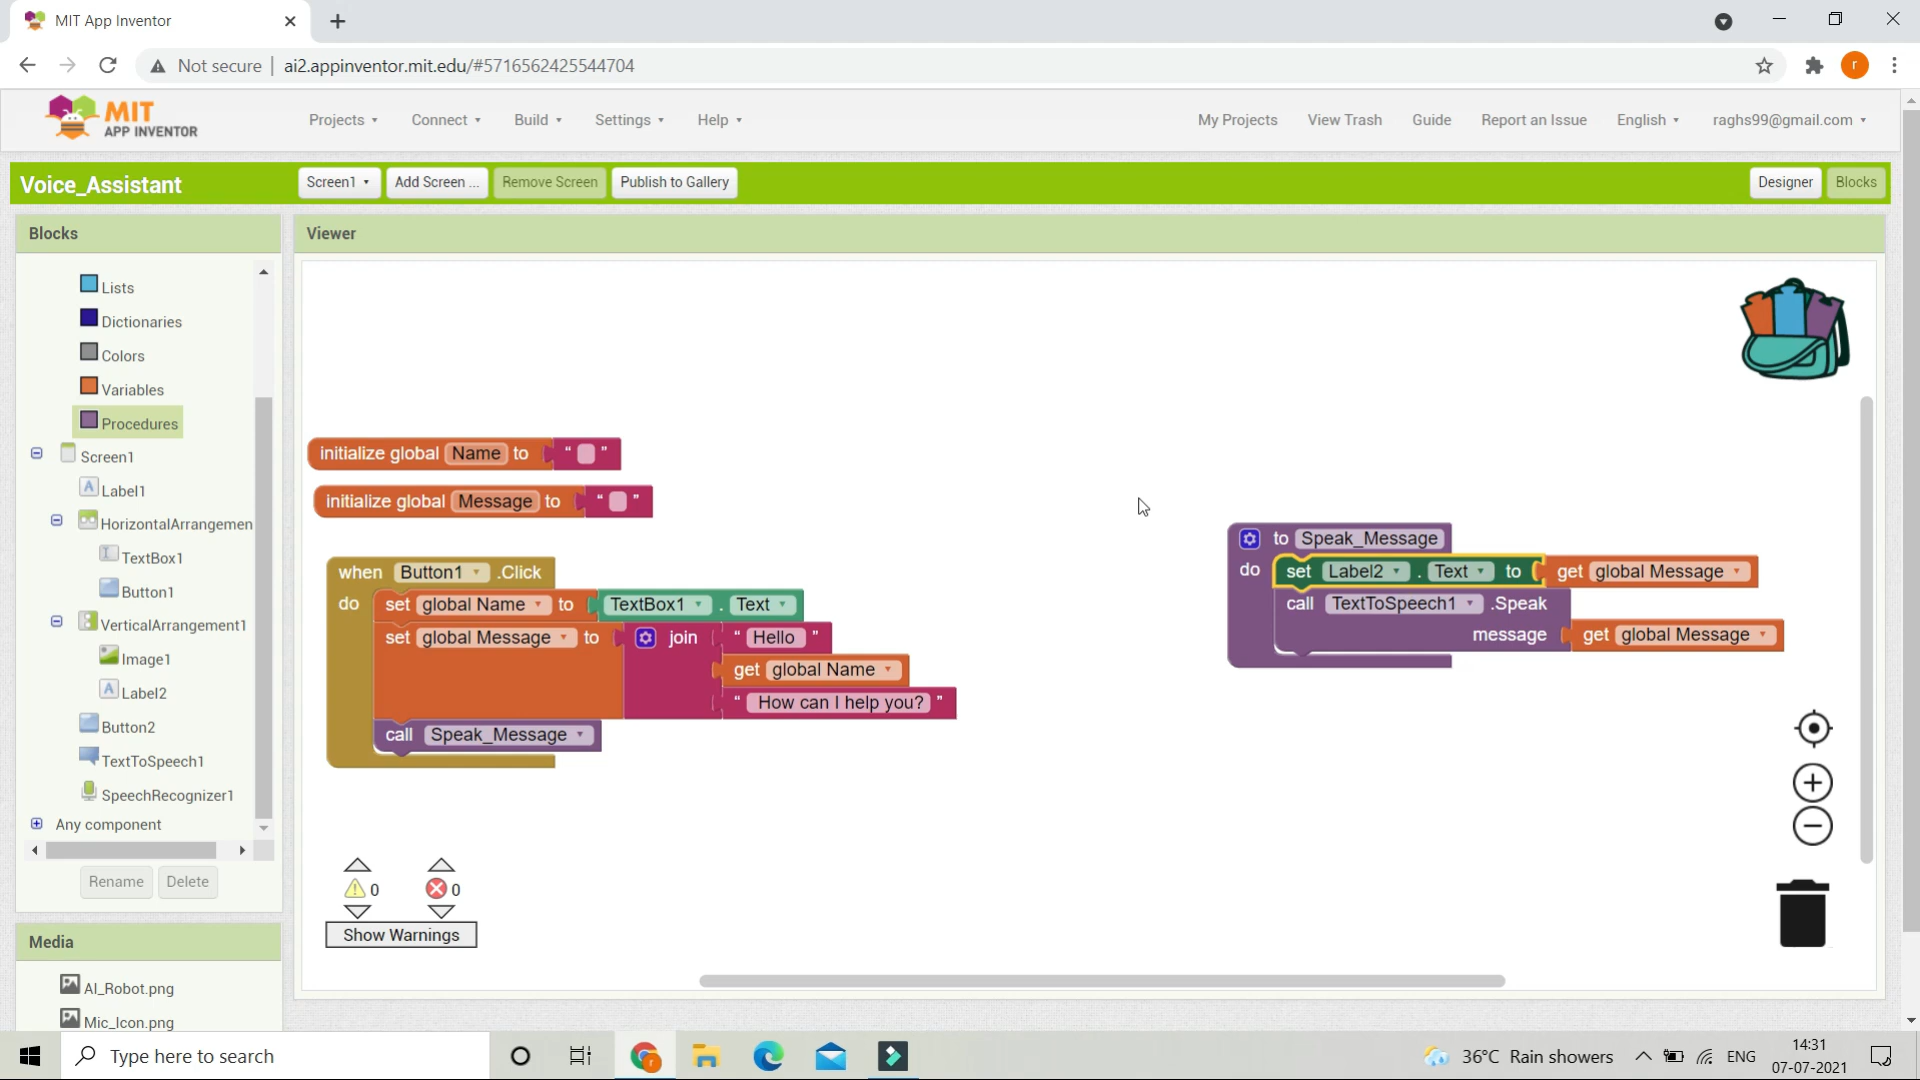 MIT App Inventor
Not secure
ai2.appinventor.mit.edu/#5716562425544704
r
MIT
APP INVENTOR
Projects
Connect
Build
Settings
Help
My Projects
View Trash
Guide
Report an Issue
English
raghs99@gmail.com
Voice_Assistant
Screen1
Add Screen ...
Remove Screen
Publish to Gallery
Designer
Blocks
Blocks
Lists
Dictionaries
Colors
Variables
Procedures
Screen1
Label1
HorizontalArrangemen
TextBox1
Button1
VerticalArrangement1
Image1
Label2
Button2
TextToSpeech1
SpeechRecognizer1
Any component
Rename
Delete
Media
AI_Robot.png
Mic_Icon.png
Viewer
initialize global Name to " "
initialize global Message to " "
when Button1 .Click
do set global Name to TextBox1 . Text
set global Message to join " Hello "
get global Name
" How can I help you? "
call Speak_Message
to Speak_Message
do set Label2 . Text to get global Message
call TextToSpeech1 .Speak
message get global Message
0
0
Show Warnings
Type here to search
36°C Rain showers
ENG
14:31
07-07-2021